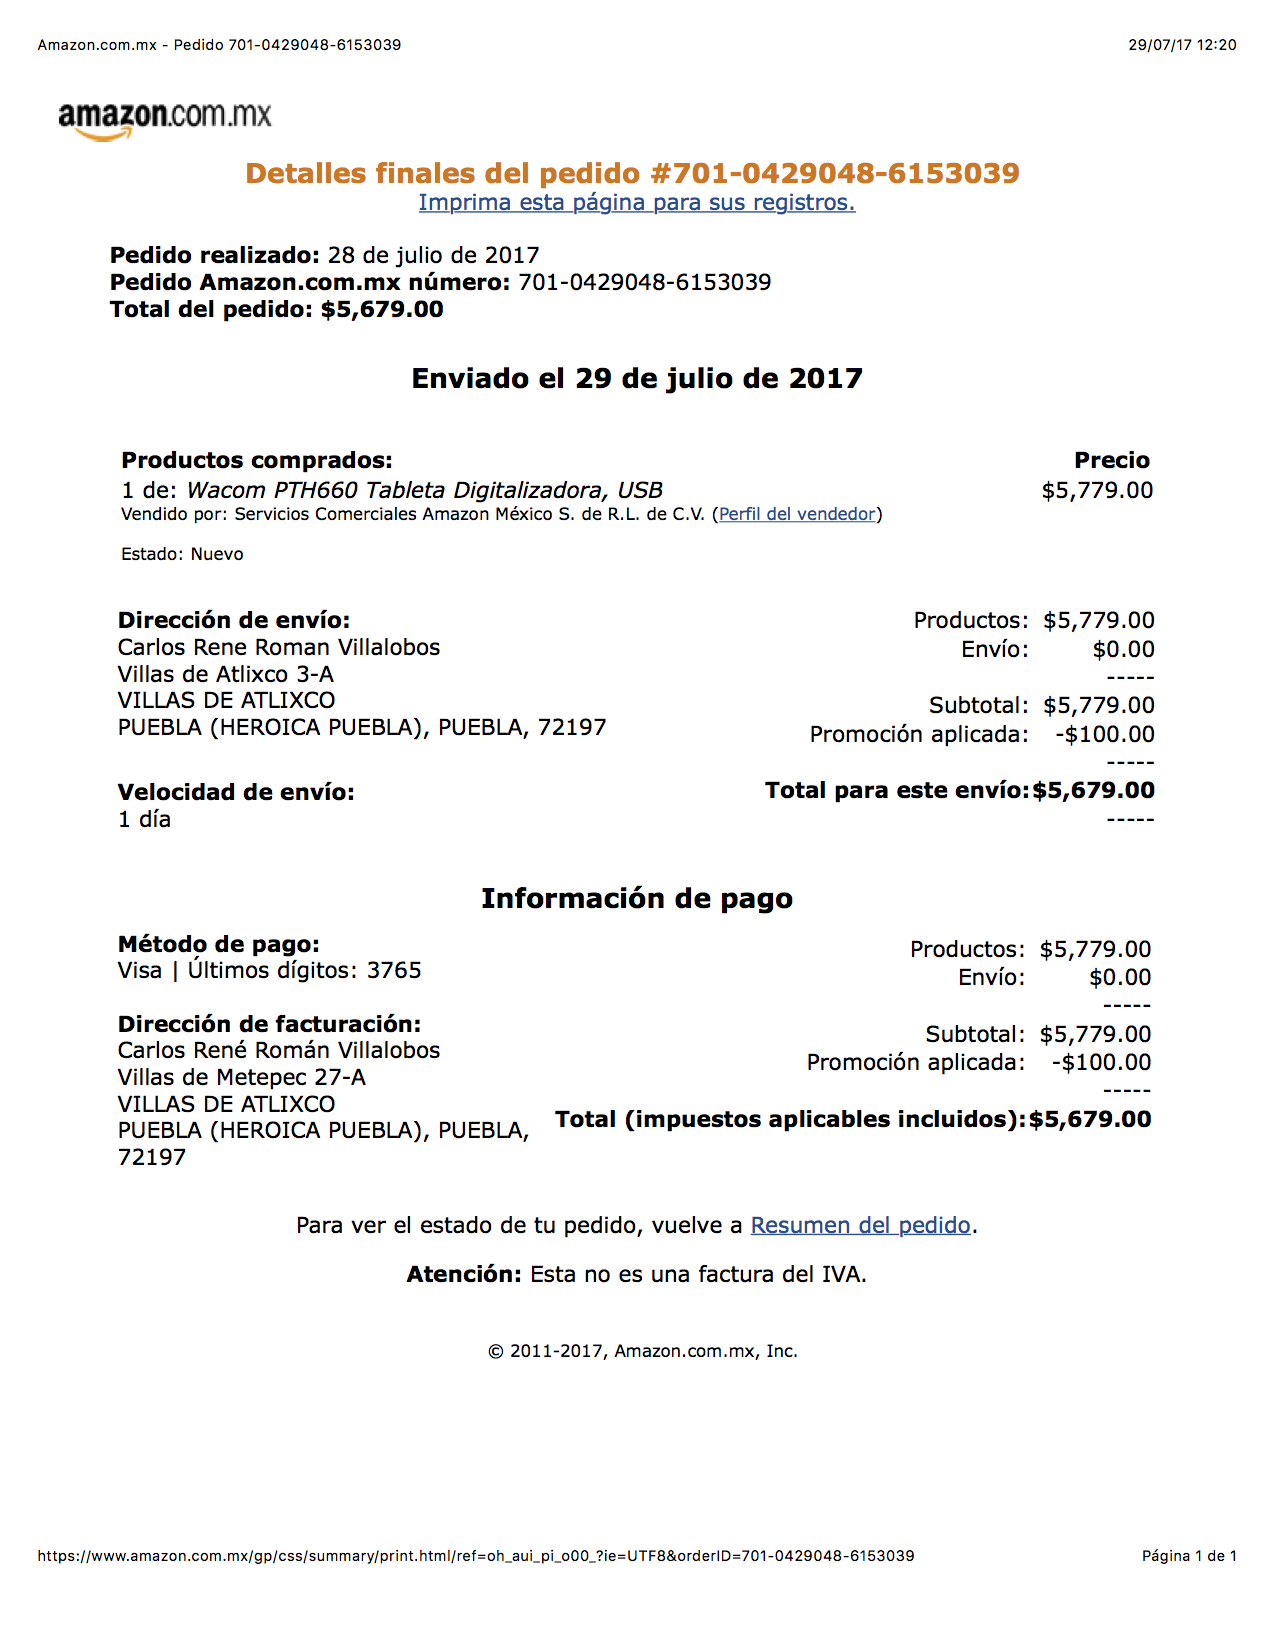 Amazon.com.mx - Pedido 701-0429048-6153039 29/07/17 12:20
amazon.com.mx
Detalles finales del pedido #701-0429048-6153039
Imprima esta página para sus registros.
Pedido realizado: 28 de julio de 2017
Pedido Amazon.com.mx número: 701-0429048-6153039
Total del pedido: $5,679.00
Enviado el 29 de julio de 2017
Productos comprados: Precio
1 de: Wacom PTH660 Tableta Digitalizadora, USB $5,779.00
Vendido por: Servicios Comerciales Amazon México S. de R.L. de C.V. (Perfil del vendedor)
Estado: Nuevo
Dirección de envío:
Carlos Rene Roman Villalobos
Villas de Atlixco 3-A
VILLAS DE ATLIXCO
PUEBLA (HEROICA PUEBLA), PUEBLA, 72197
Velocidad de envío:
1 día
Productos: $5,779.00
Envío: $0.00
-----
Subtotal: $5,779.00
Promoción aplicada: -$100.00
-----
Total para este envío: $5,679.00
-----
Información de pago
Método de pago:
Visa | Últimos dígitos: 3765
Dirección de facturación:
Carlos René Román Villalobos
Villas de Metepec 27-A
VILLAS DE ATLIXCO
PUEBLA (HEROICA PUEBLA), PUEBLA,
72197
Productos: $5,779.00
Envío: $0.00
-----
Subtotal: $5,779.00
Promoción aplicada: -$100.00
-----
Total (impuestos aplicables incluidos): $5,679.00
Para ver el estado de tu pedido, vuelve a Resumen del pedido.
Atención: Esta no es una factura del IVA.
© 2011-2017, Amazon.com.mx, Inc.
https://www.amazon.com.mx/gp/css/summary/print.html/ref=oh_aui_pi_o00_?ie=UTF8&orderID=701-0429048-6153039 Página 1 de 1